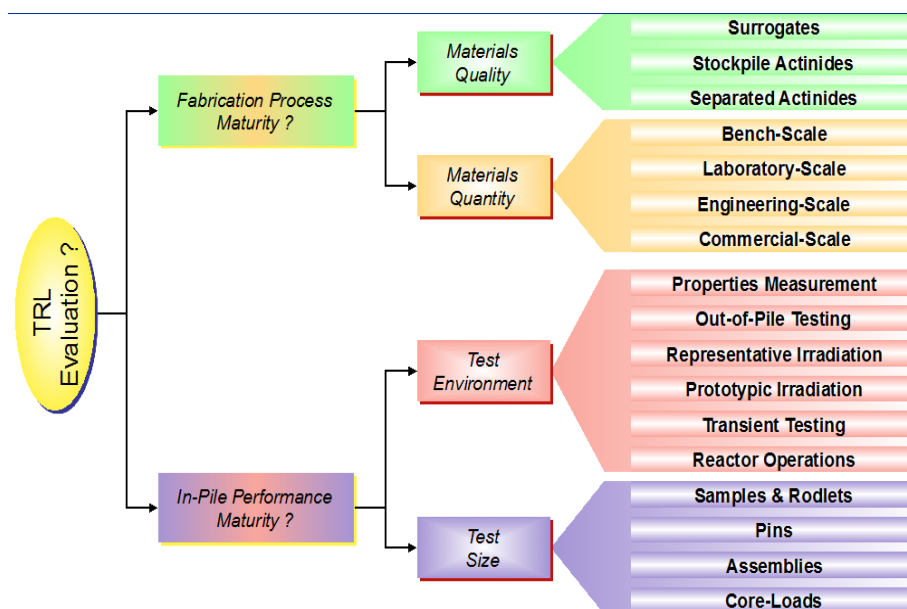 TRL
Evaluation ?
Fabrication Process
Maturity ?
Materials
Quality
Surrogates
Stockpile Actinides
Separated Actinides
Materials
Quantity
Bench-Scale
Laboratory-Scale
Engineering-Scale
Commercial-Scale
In-Pile Performance
Maturity ?
Test
Environment
Properties Measurement
Out-of-Pile Testing
Representative Irradiation
Prototypic Irradiation
Transient Testing
Reactor Operations
Test
Size
Samples & Rodlets
Pins
Assemblies
Core-Loads